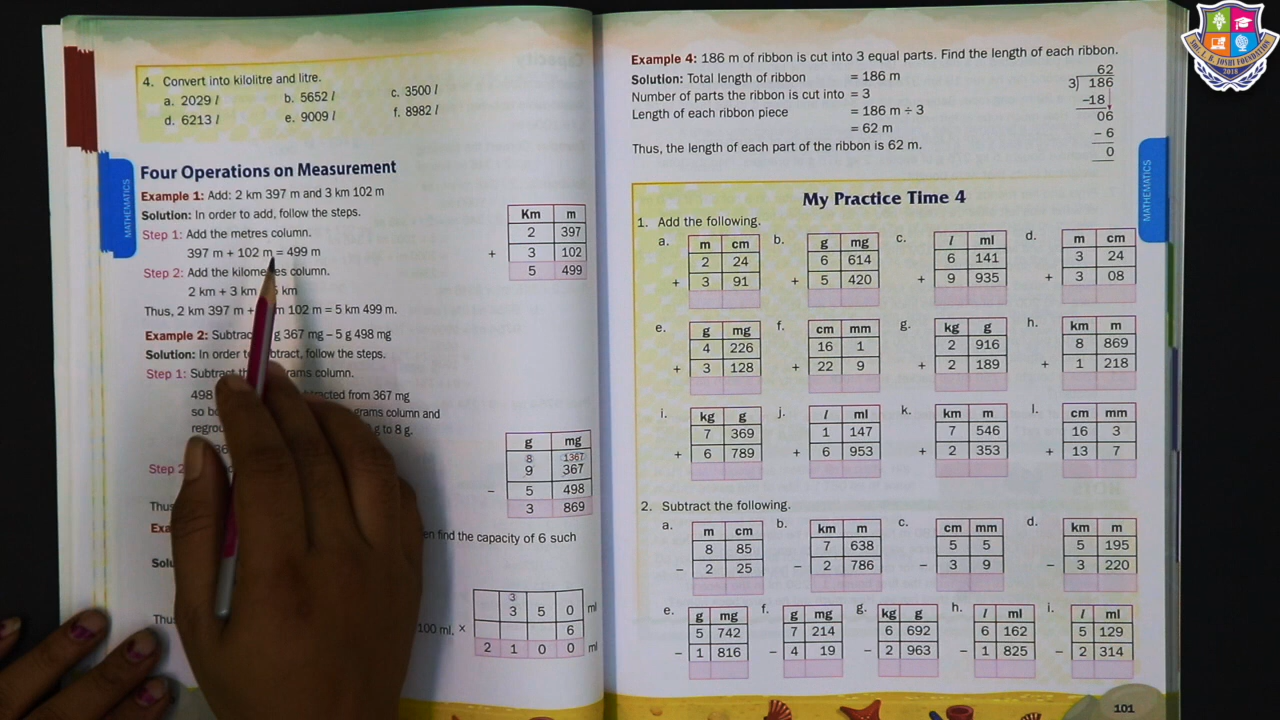 4. Convert into kilolitre and litre.
a. 2029 l b. 5652 l c. 3500 l
d. 6213 l e. 9009 l f. 8982 l
MATHEMATICS
Four Operations on Measurement
Example 1: Add: 2 km 397 m and 3 km 102 m
Solution: In order to add, follow the steps.
Step 1: Add the metres column.
397 m + 102 m = 499 m
Step 2: Add the kilometres column.
2 km + 3 km 5 km
Thus, 2 km 397 m + m 102 m = 5 km 499 m.
Km m
2 397
+ 3 102
5 499
Example 2: Subtract g 367 mg – 5 g 498 mg
Solution: In order to subtract, follow the steps.
Step 1: Subtract the grams column.
498 subtracted from 367 mg
so grams column and
g to 8 g.
Step 2
g mg
8 1367
9 367
– 5 498
3 869
Thus
find the capacity of 6 such
3
3 5 0 ml
100 ml. × 6
2 1 0 0 ml
Example 4: 186 m of ribbon is cut into 3 equal parts. Find the length of each ribbon.
Solution: Total length of ribbon = 186 m
Number of parts the ribbon is cut into = 3
Length of each ribbon piece = 186 m ÷ 3
= 62 m
Thus, the length of each part of the ribbon is 62 m.
62
3) 186
–18
06
– 6
0
MATHEMATICS
My Practice Time 4
1. Add the following.
a. b. c. d.
m cm g mg l ml m cm
2 24 6 614 6 141 3 24
+ 3 91 + 5 420 + 9 935 + 3 08
e. f. g. h.
g mg cm mm kg g km m
4 226 16 1 2 916 8 869
+ 3 128 + 22 9 + 2 189 + 1 218
i. j. k. l.
kg g l ml km m cm mm
7 369 1 147 7 546 16 3
+ 6 789 + 6 953 + 2 353 + 13 7
2. Subtract the following.
a. b. c. d.
m cm km m cm mm km m
8 85 7 638 5 5 5 195
– 2 25 – 2 786 – 3 9 – 3 220
e. f. g. h. i.
g mg g mg kg g l ml l ml
5 742 7 214 6 692 6 162 5 129
– 1 816 – 4 19 – 2 963 – 1 825 – 2 314
101
SHRI. L. B. JOSHI FOUNDATION
2018